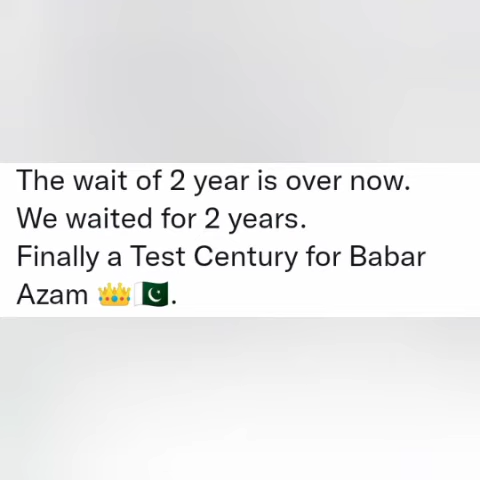 The wait of 2 year is over now.
We waited for 2 years.
Finally a Test Century for Babar
Azam 👑🇵🇰.